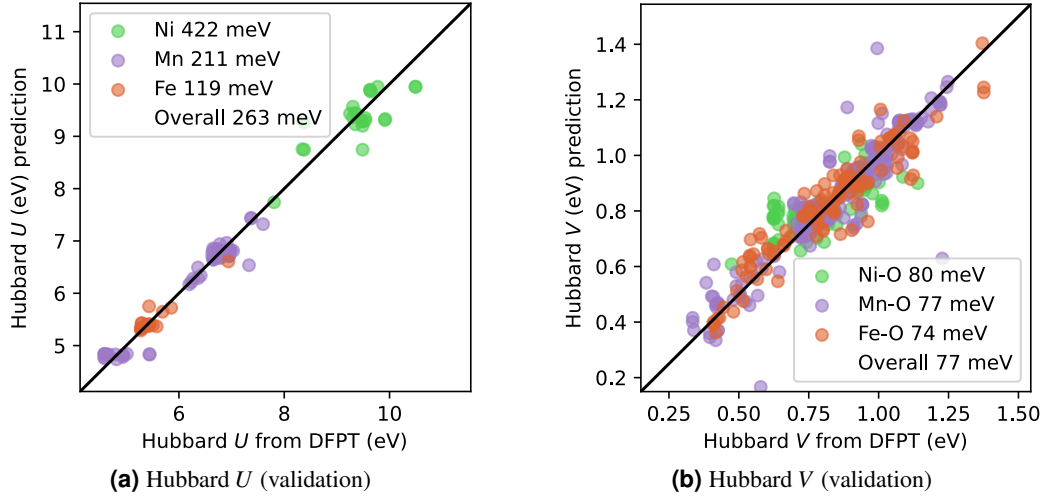 11
10
9
8
7
6
5
Hubbard U (eV) prediction
Ni 422 meV
Mn 211 meV
Fe 119 meV
Overall 263 meV
6 8 10
Hubbard U from DFPT (eV)
(a) Hubbard U (validation)
1.4
1.2
1.0
0.8
0.6
0.4
0.2
Hubbard V (eV) prediction
Ni-O 80 meV
Mn-O 77 meV
Fe-O 74 meV
Overall 77 meV
0.25 0.50 0.75 1.00 1.25 1.50
Hubbard V from DFPT (eV)
(b) Hubbard V (validation)